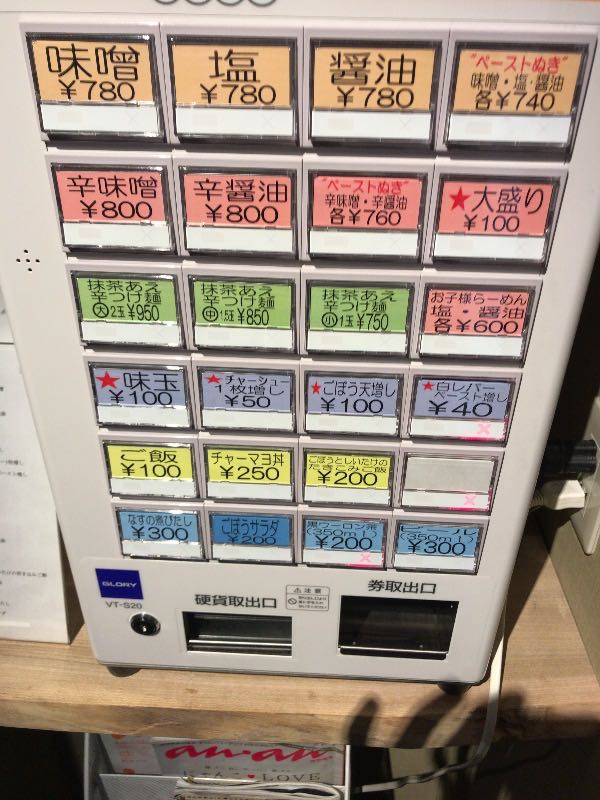 味噌
¥780
塩
¥780
醤油
¥780
"ペーストぬき"
味噌・塩・醤油
各¥740
辛味噌
¥800
辛醤油
¥800
"ペーストぬき"
辛味噌・辛醤油
各¥760
★大盛り
¥100
抹茶あえ
辛つけ麺
大 2玉 ¥950
抹茶あえ
辛つけ麺
中 1.5玉 ¥850
抹茶あえ
辛つけ麺
小 1玉 ¥750
お子様らーめん
塩・醤油
各¥600
★味玉
¥100
★チャーシュー
1枚増し
¥50
★ごぼう天増し
¥100
★白レバー
ペースト増し
¥40
ご飯
¥100
チャーマヨ丼
¥250
ごぼうとしいたけの
たきこみご飯
¥200
なすの煮びたし
¥300
ごぼうサラダ
¥200
黒ウーロン茶
(350ml)
¥200
ビール
(350ml)
¥300
GLORY
VT-S20
硬貨取出口
⚠注意
券取出口
anan
LOVE